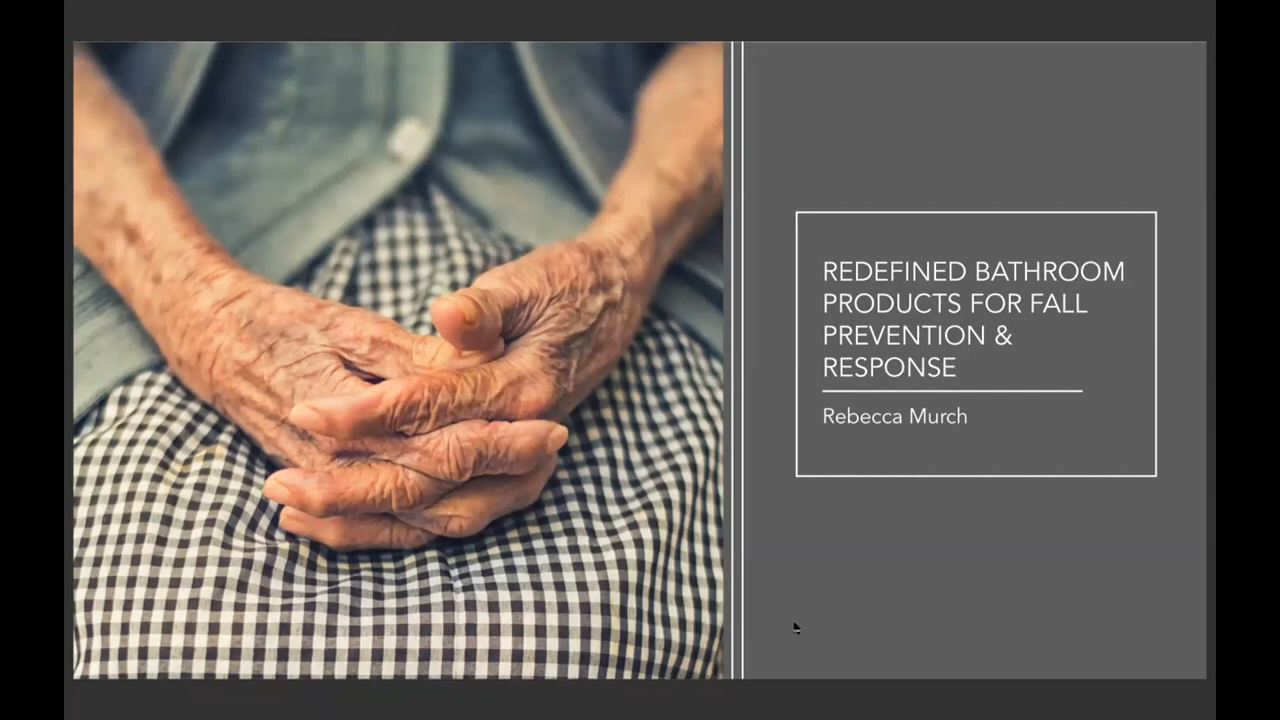 REDEFINED BATHROOM
PRODUCTS FOR FALL
PREVENTION &
RESPONSE
Rebecca Murch